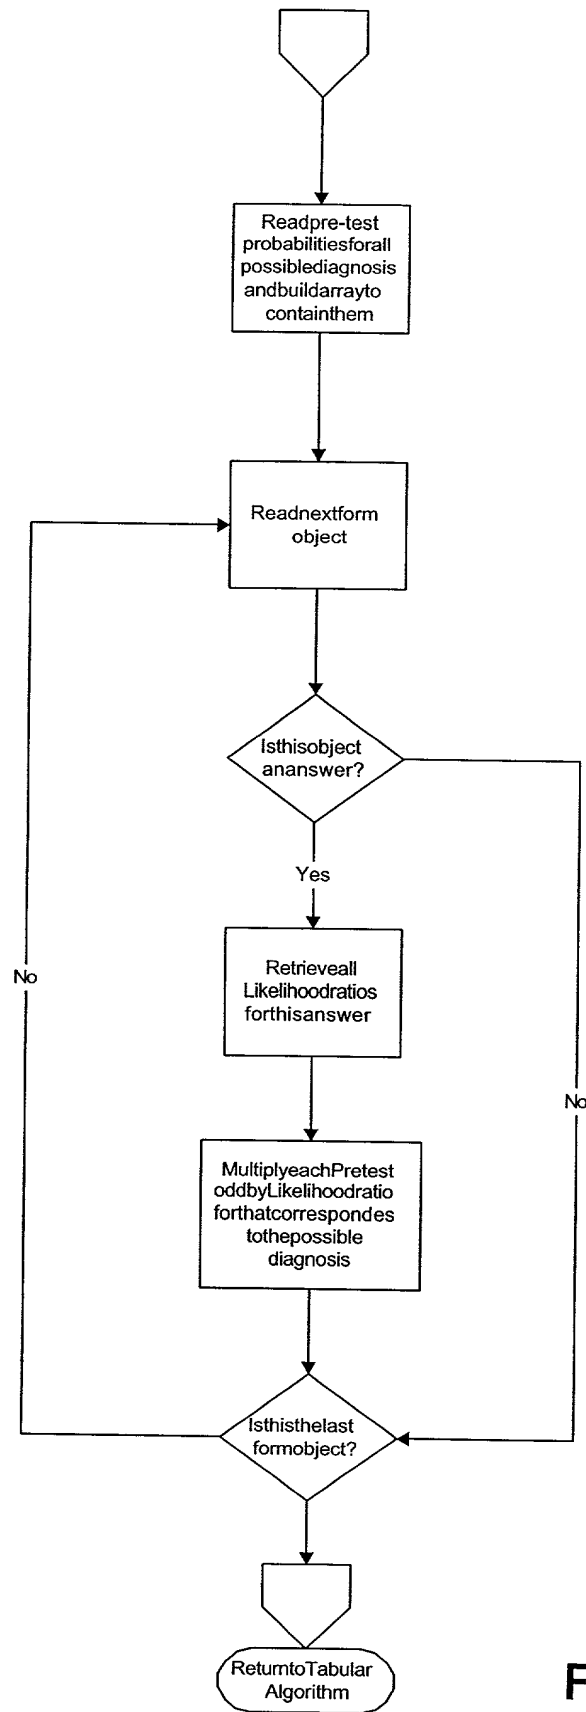 Readpre-test
probabilitiesforall
possiblediagnosis
andbuildarrayto
containthem
Readnextform
object
Isthisobject
ananswer?
Yes
Retrieveall
Likelihoodratios
forthisanswer
No
No
MultiplyeachPretest
oddbyLikelihoodratio
forthatcorrespondes
tothepossible
diagnosis
Isthisthelast
formobject?
ReturntoTabular
Algorithm
F